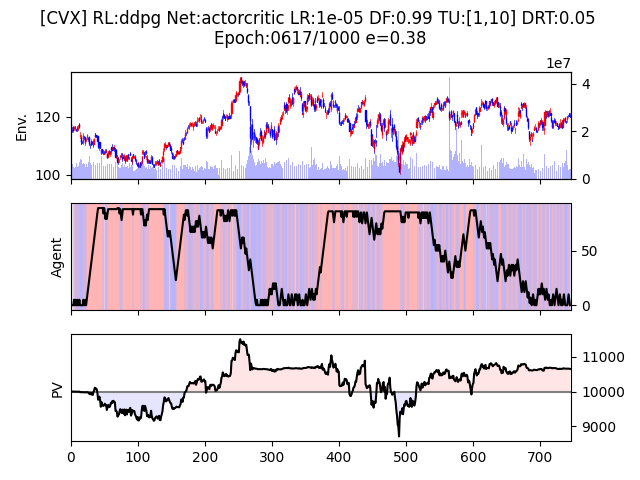 [CVX] RL:ddpg Net:actorcritic LR:1e-05 DF:0.99 TU:[1,10] DRT:0.05
Epoch:0617/1000 e=0.38
1e7
Env.
120
100
4
2
0
Agent
50
0
PV
11000
10000
9000
0 100 200 300 400 500 600 700